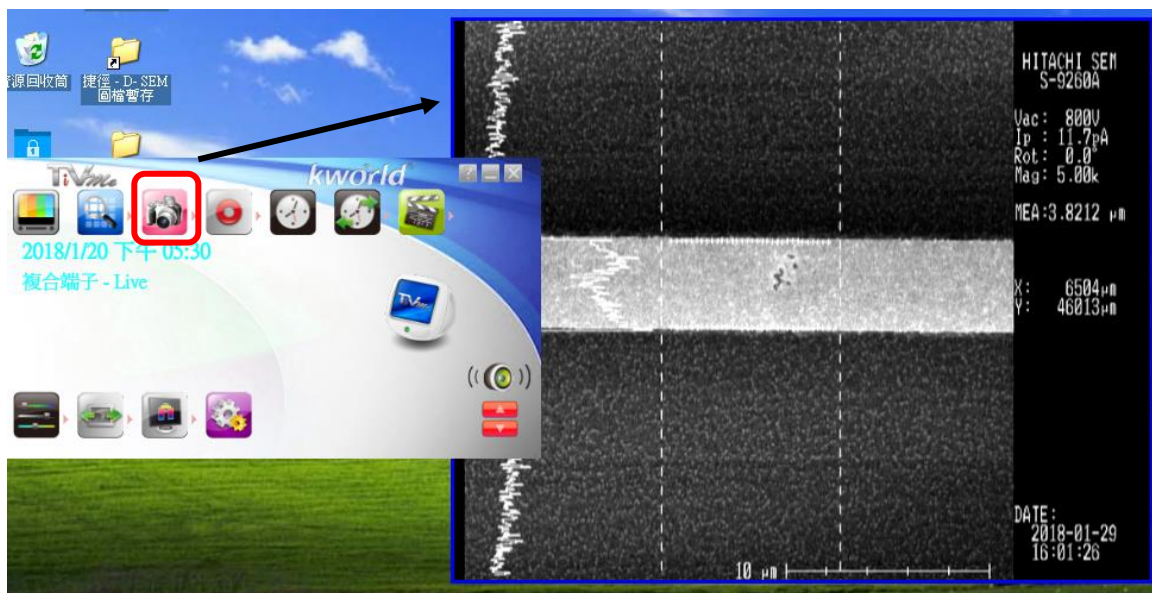 資源回收筒
捷徑 - D- SEM
圖檔暫存
TiVme
kworld
2018/1/20 下午 05:30
複合端子 - Live
TVme
HITACHI SEM
S-9260A
Vac: 800V
Ip : 11.7pA
Rot: 0.0°
Mag: 5.00k
MEA:3.8212 μm
X: 6504μm
Y: 46013μm
DATE:
2018-01-29
16:01:26
10 μm